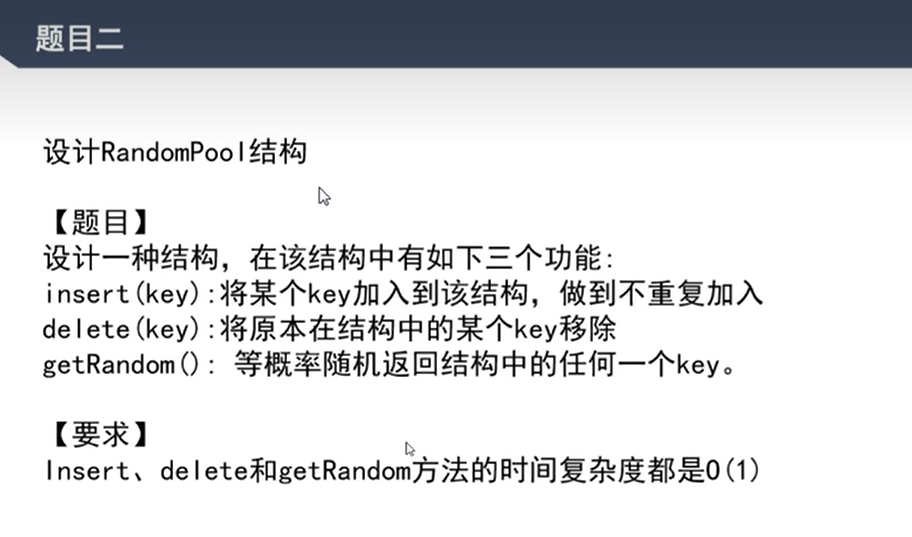 题目二
设计RandomPool结构
【题目】
设计一种结构，在该结构中有如下三个功能:
insert(key):将某个key加入到该结构，做到不重复加入
delete(key):将原本在结构中的某个key移除
getRandom(): 等概率随机返回结构中的任何一个key。
【要求】
Insert、delete和getRandom方法的时间复杂度都是O(1)